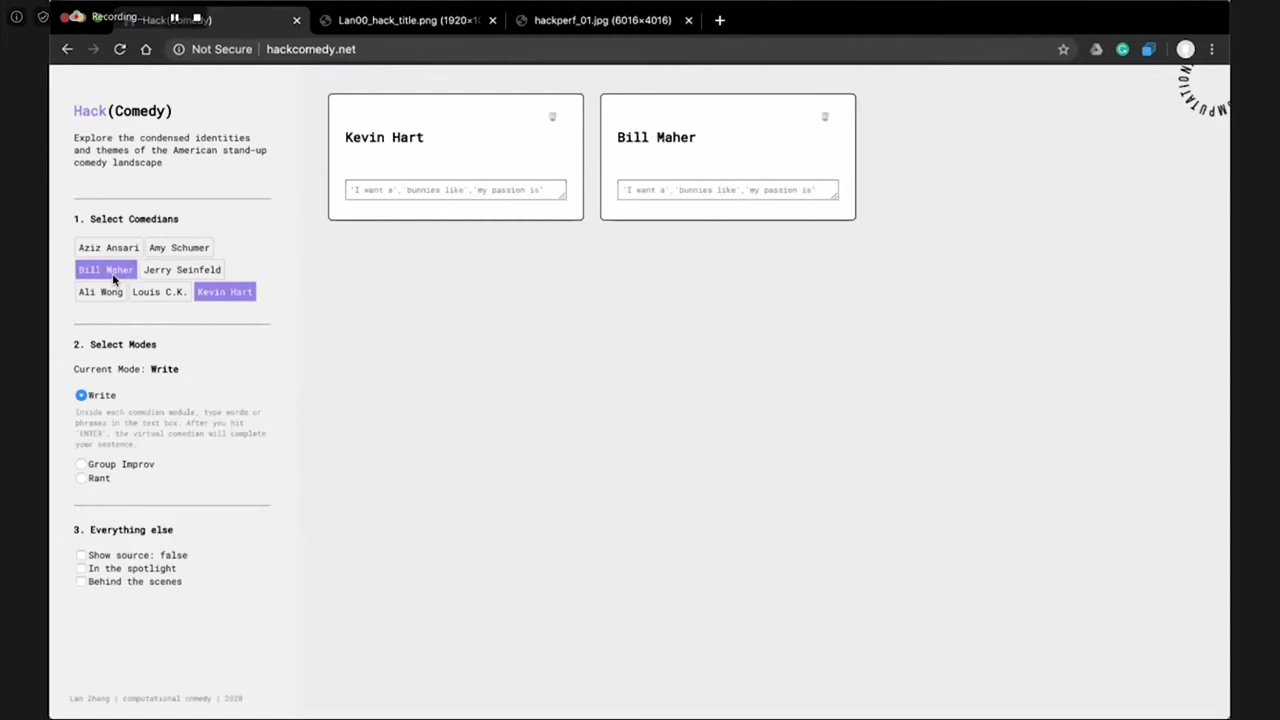 Recording...
Hack(Comedy)
Lan00_hack_title.png (1920×10
hackperf_01.jpg (6016×4016)
Not Secure
hackcomedy.net
Hack(Comedy)
Explore the condensed identities
and themes of the American stand-up
comedy landscape
1. Select Comedians
Aziz Ansari
Amy Schumer
Bill Maher
Jerry Seinfeld
Ali Wong
Louis C.K.
Kevin Hart
2. Select Modes
Current Mode: Write
Write
Inside each comedian module, type words or
phrases in the text box. After you hit
'ENTER', the virtual comedian will complete
your sentence.
Group Improv
Rant
3. Everything else
Show source: false
In the spotlight
Behind the scenes
Lan Zhang | computational comedy | 2020
Kevin Hart
'I want a','bunnies like','my passion is'
Bill Maher
'I want a','bunnies like','my passion is'
OMPUTATION